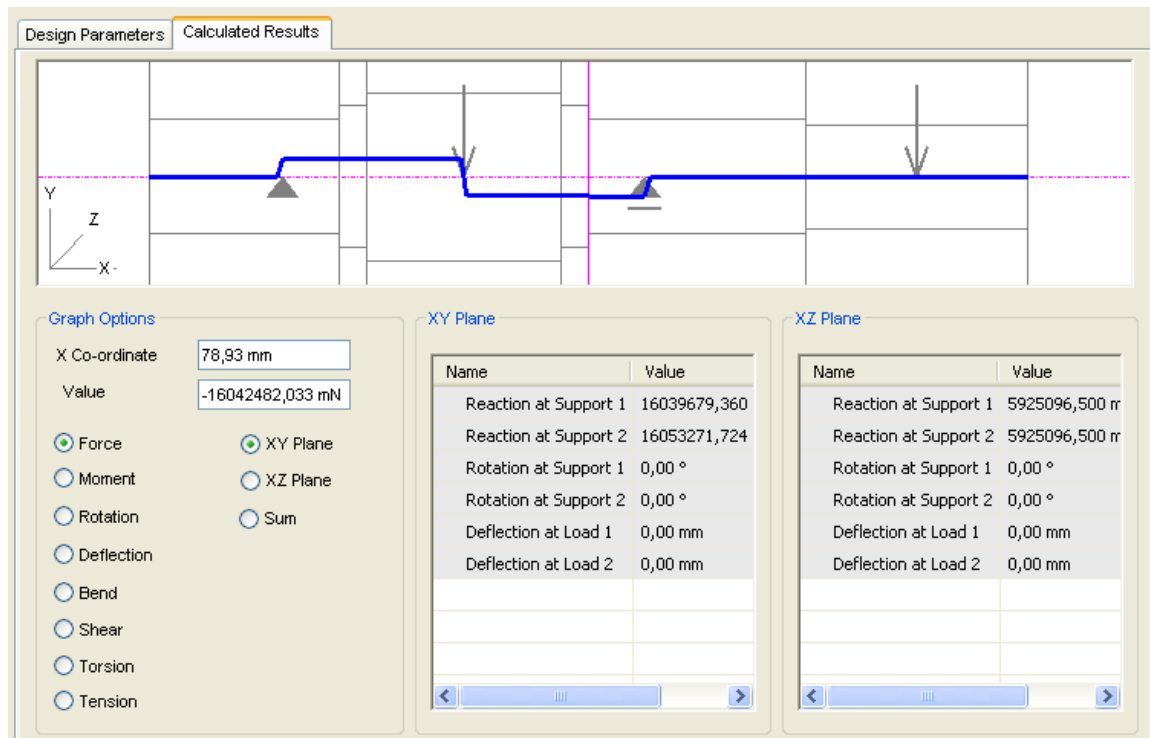 Design Parameters Calculated Results
Y
Z
X
Graph Options
X Co-ordinate 78,93 mm
Value -16042482,033 mN
Force XY Plane
Moment XZ Plane
Rotation Sum
Deflection
Bend
Shear
Torsion
Tension
XY Plane
Name Value
Reaction at Support 1 16039679,360
Reaction at Support 2 16053271,724
Rotation at Support 1 0,00 °
Rotation at Support 2 0,00 °
Deflection at Load 1 0,00 mm
Deflection at Load 2 0,00 mm
XZ Plane
Name Value
Reaction at Support 1 5925096,500 m
Reaction at Support 2 5925096,500 m
Rotation at Support 1 0,00 °
Rotation at Support 2 0,00 °
Deflection at Load 1 0,00 mm
Deflection at Load 2 0,00 mm